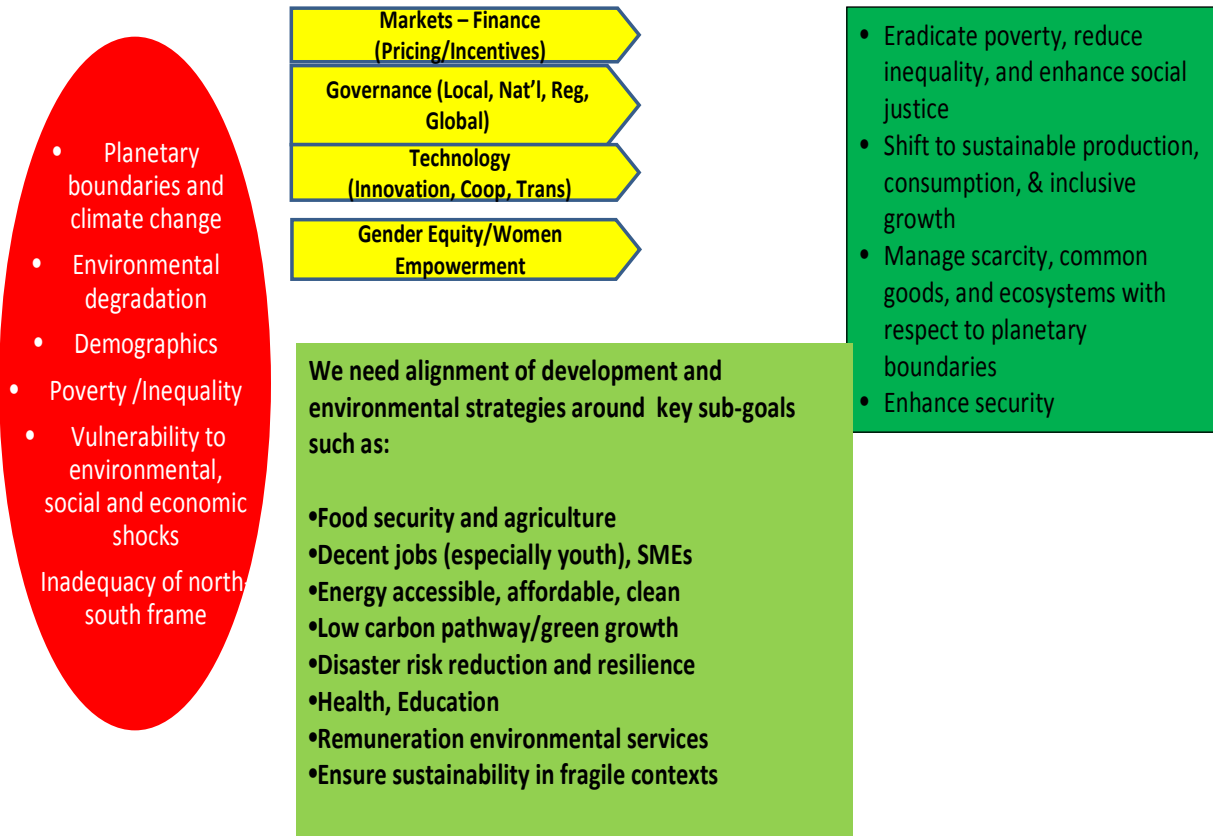 • Planetary
boundaries and
climate change
• Environmental
degradation
• Demographics
• Poverty /Inequality
• Vulnerability to
environmental,
social and economic
shocks
Inadequacy of north-
south frame
Markets – Finance
(Pricing/Incentives)
Governance (Local, Nat’l, Reg,
Global)
Technology
(Innovation, Coop, Trans)
Gender Equity/Women
Empowerment
We need alignment of development and
environmental strategies around  key sub-goals
such as:
•Food security and agriculture
•Decent jobs (especially youth), SMEs
•Energy accessible, affordable, clean
•Low carbon pathway/green growth
•Disaster risk reduction and resilience
•Health, Education
•Remuneration environmental services
•Ensure sustainability in fragile contexts
• Eradicate poverty, reduce
inequality, and enhance social
justice
• Shift to sustainable production,
consumption, & inclusive
growth
• Manage scarcity, common
goods, and ecosystems with
respect to planetary
boundaries
• Enhance security